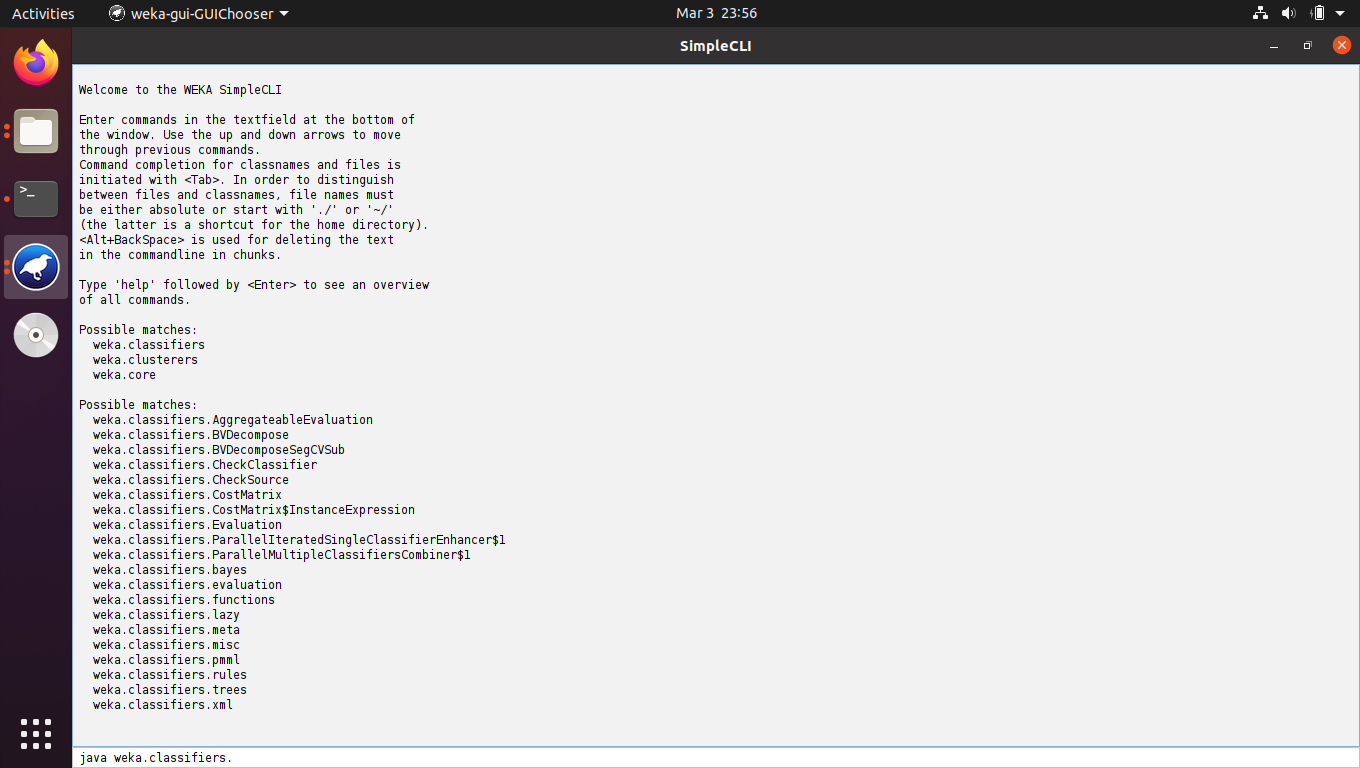 Activities
weka-gui-GUIChooser
Mar 3 23:56
SimpleCLI
>_
Welcome to the WEKA SimpleCLI
Enter commands in the textfield at the bottom of
the window. Use the up and down arrows to move
through previous commands.
Command completion for classnames and files is
initiated with <Tab>. In order to distinguish
between files and classnames, file names must
be either absolute or start with './' or '~/'
(the latter is a shortcut for the home directory).
<Alt+BackSpace> is used for deleting the text
in the commandline in chunks.
Type 'help' followed by <Enter> to see an overview
of all commands.
Possible matches:
weka.classifiers
weka.clusterers
weka.core
Possible matches:
weka.classifiers.AggregateableEvaluation
weka.classifiers.BVDecompose
weka.classifiers.BVDecomposeSegCVSub
weka.classifiers.CheckClassifier
weka.classifiers.CheckSource
weka.classifiers.CostMatrix
weka.classifiers.CostMatrix$InstanceExpression
weka.classifiers.Evaluation
weka.classifiers.ParallelIteratedSingleClassifierEnhancer$1
weka.classifiers.ParallelMultipleClassifiersCombiner$1
weka.classifiers.bayes
weka.classifiers.evaluation
weka.classifiers.functions
weka.classifiers.lazy
weka.classifiers.meta
weka.classifiers.misc
weka.classifiers.pmml
weka.classifiers.rules
weka.classifiers.trees
weka.classifiers.xml
java weka.classifiers.